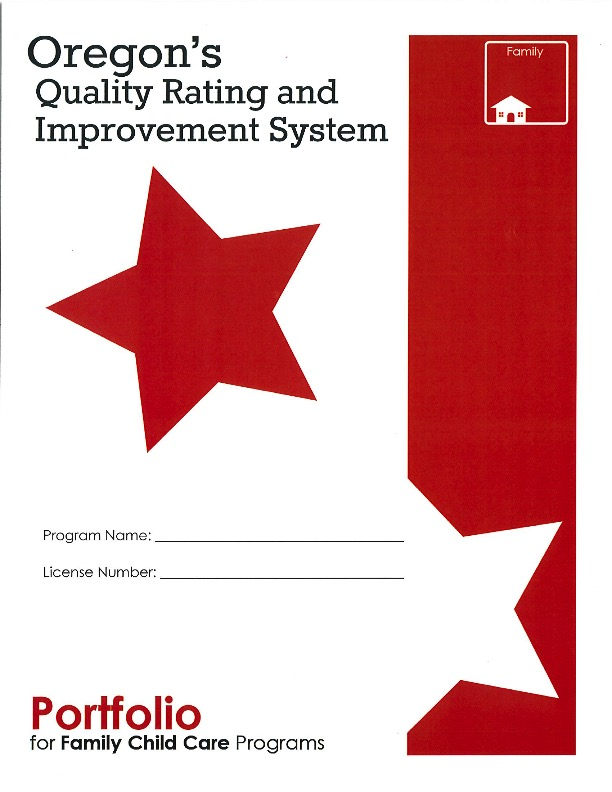 Oregon's
Quality Rating and
Improvement System
Family
Program Name:
License Number:
Portfolio
for Family Child Care Programs